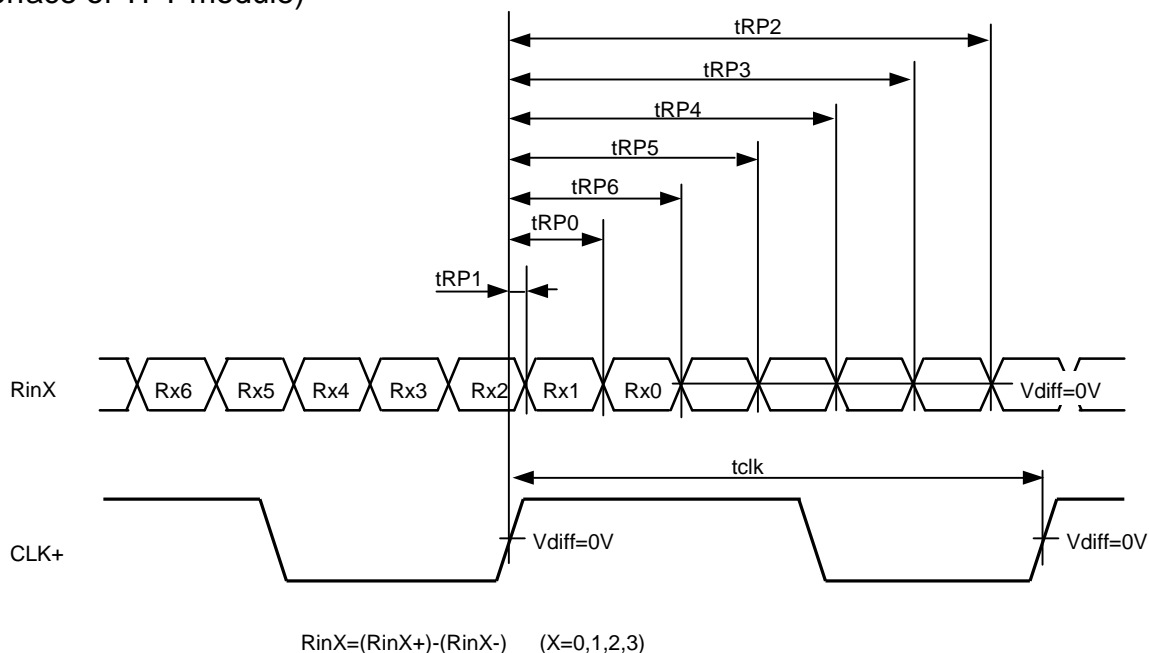 tRP2
tRP3
tRP4
tRP5
tRP6
tRP0
tRP1
RinX Rx6 Rx5 Rx4 Rx3 Rx2 Rx1 Rx0 Vdiff=0V
tclk
CLK+ Vdiff=0V Vdiff=0V
RinX=(RinX+)-(RinX-) (X=0,1,2,3)